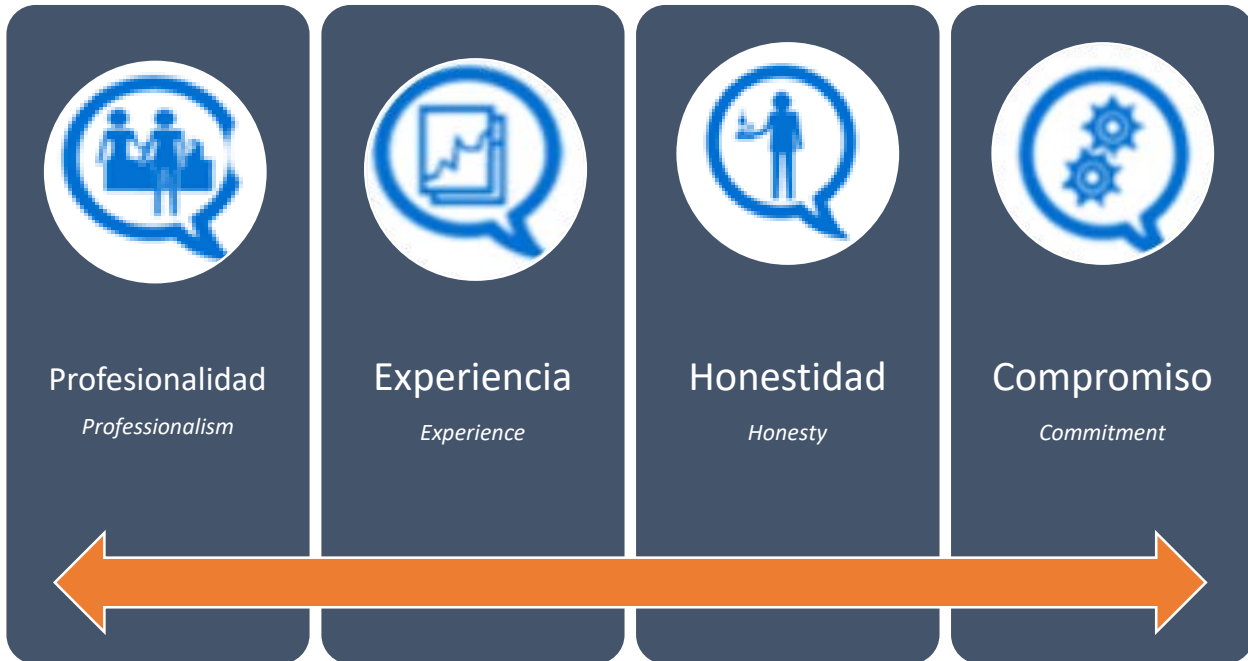 Profesionalidad
Professionalism
Experiencia
Experience
Honestidad
Honesty
Compromiso
Commitment